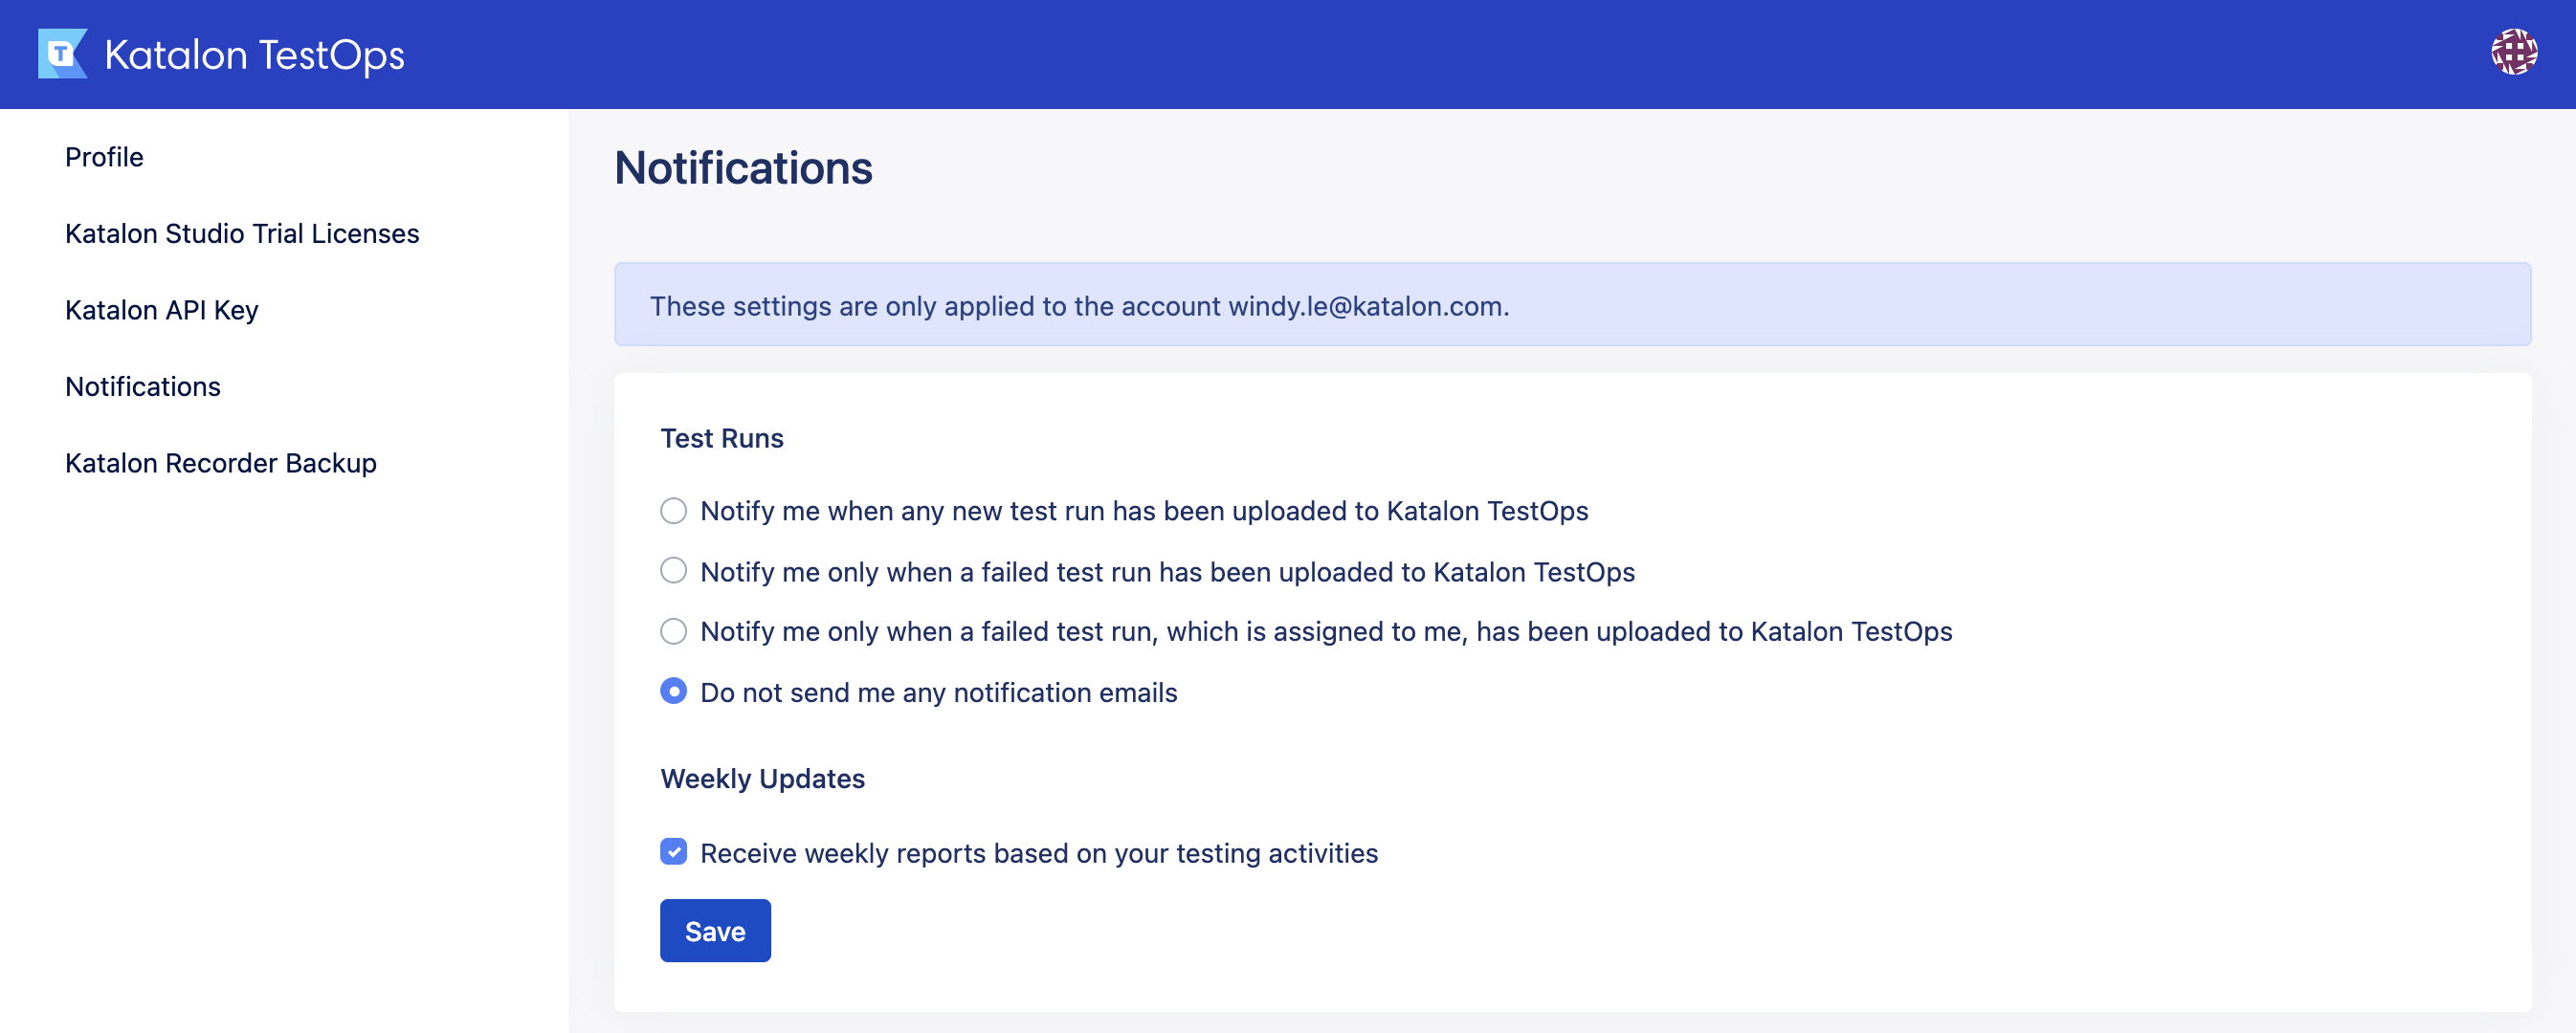 Katalon TestOps
Profile
Katalon Studio Trial Licenses
Katalon API Key
Notifications
Katalon Recorder Backup
Notifications
These settings are only applied to the account windy.le@katalon.com.
Test Runs
Notify me when any new test run has been uploaded to Katalon TestOps
Notify me only when a failed test run has been uploaded to Katalon TestOps
Notify me only when a failed test run, which is assigned to me, has been uploaded to Katalon TestOps
Do not send me any notification emails
Weekly Updates
Receive weekly reports based on your testing activities
Save